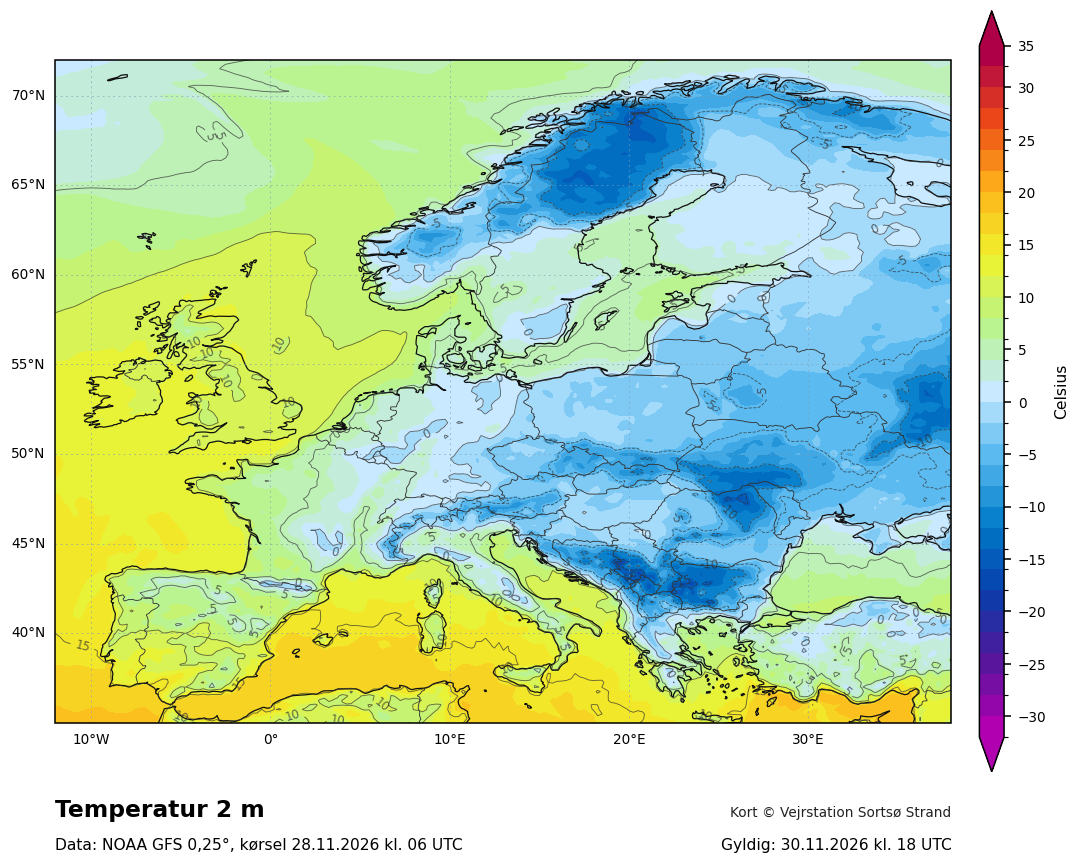 70°N
65°N
60°N
55°N
50°N
45°N
40°N
10°W
0°
10°E
20°E
30°E
35
30
25
20
15
10
5
0
−5
−10
−15
−20
−25
−30
Celsius
Temperatur 2 m
Kort © Vejrstation Sortsø Strand
Data: NOAA GFS 0,25°, kørsel 28.11.2026 kl. 06 UTC
Gyldig: 30.11.2026 kl. 18 UTC